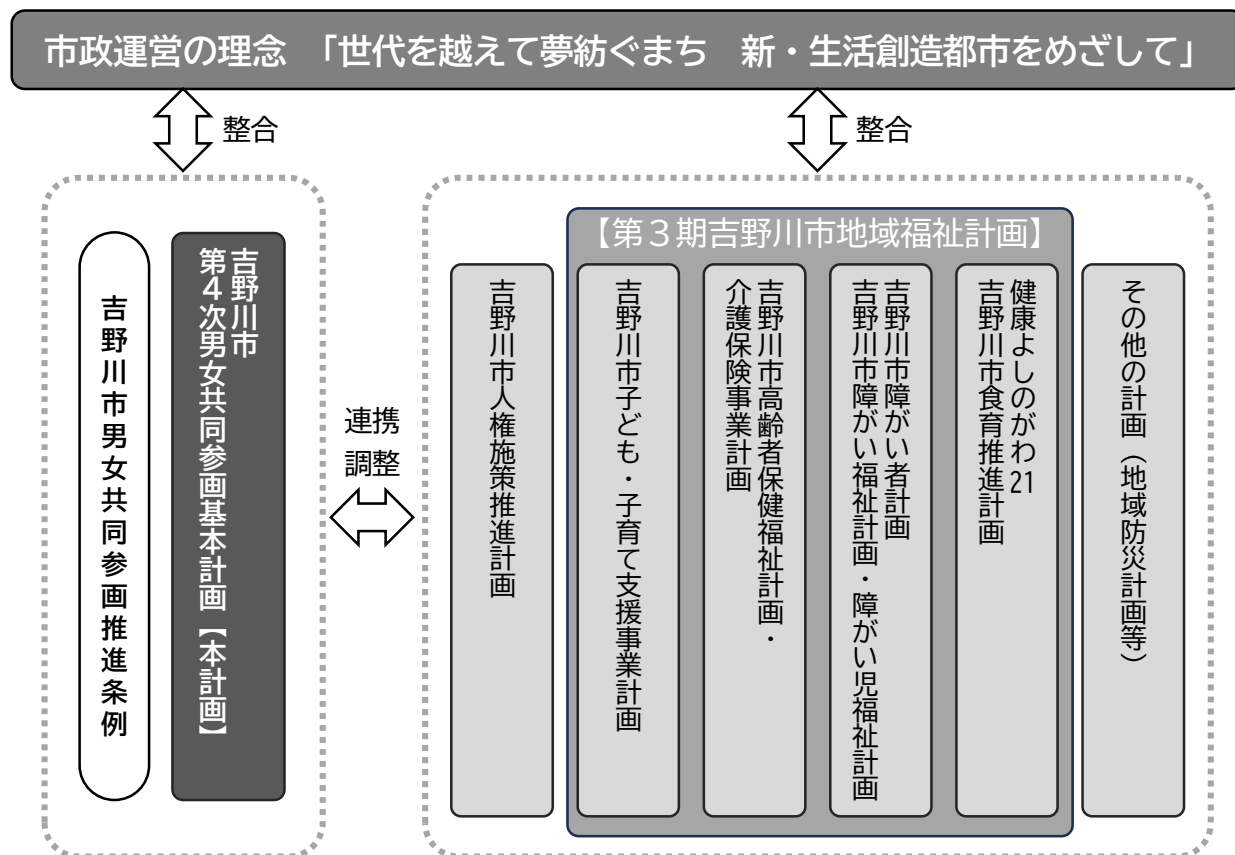 市政運営の理念 「世代を越えて夢紡ぐまち 新・生活創造都市をめざして」
整合
整合
吉野川市男女共同参画推進条例
吉野川市
第４次男女共同参画基本計画【本計画】
連携
調整
【第３期吉野川市地域福祉計画】
吉野川市人権施策推進計画
吉野川市子ども・子育て支援事業計画
吉野川市高齢者保健福祉計画・
介護保険事業計画
吉野川市障がい者計画
吉野川市障がい福祉計画・障がい児福祉計画
健康よしのがわ21
吉野川市食育推進計画
その他の計画（地域防災計画等）